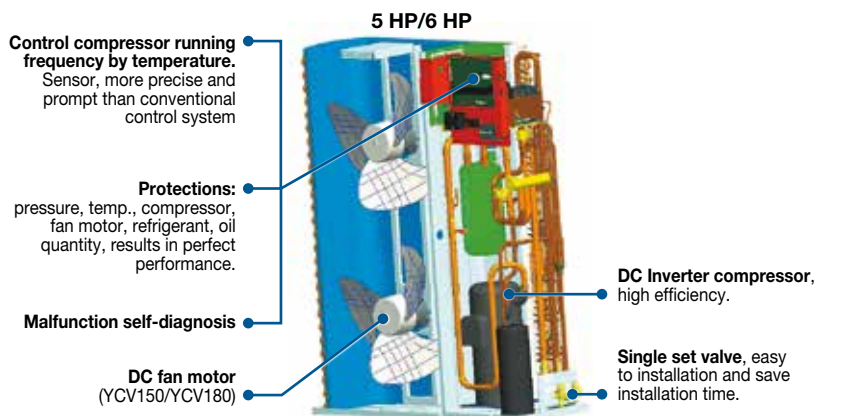 5 HP/6 HP
Control compressor running
frequency by temperature.
Sensor, more precise and
prompt than conventional
control system
Protections:
pressure, temp., compressor,
fan motor, refrigerant, oil
quantity, results in perfect
performance.
Malfunction self-diagnosis
DC fan motor
(YCV150/YCV180)
DC Inverter compressor,
high efficiency.
Single set valve, easy
to installation and save
installation time.